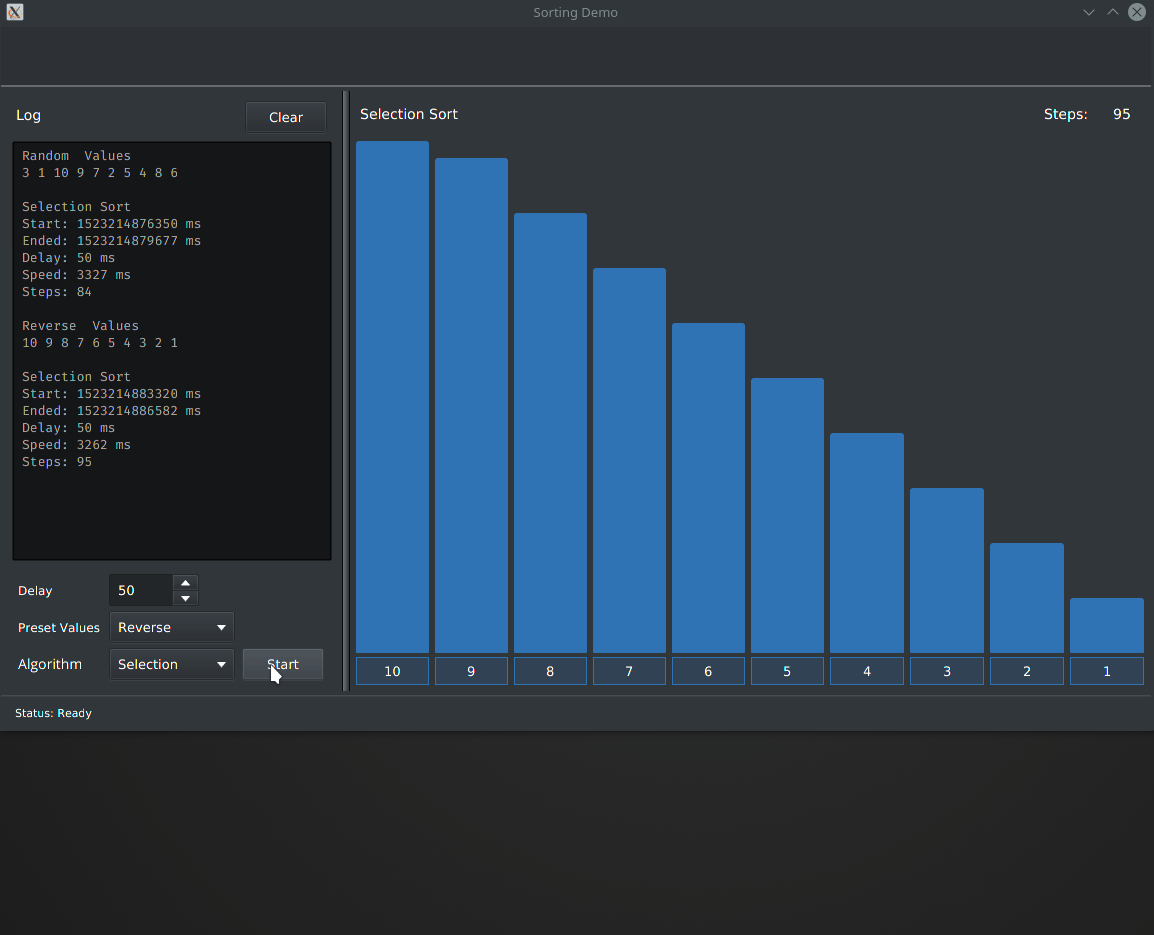 Sorting Demo
Log
Clear
Random  Values
3 1 10 9 7 2 5 4 8 6
Selection Sort
Start: 1523214876350 ms
Ended: 1523214879677 ms
Delay: 50 ms
Speed: 3327 ms
Steps: 84
Reverse  Values
10 9 8 7 6 5 4 3 2 1
Selection Sort
Start: 1523214883320 ms
Ended: 1523214886582 ms
Delay: 50 ms
Speed: 3262 ms
Steps: 95
Delay 50
Preset Values Reverse
Algorithm Selection Start
Selection Sort Steps: 95
10 9 8 7 6 5 4 3 2 1
Status: Ready